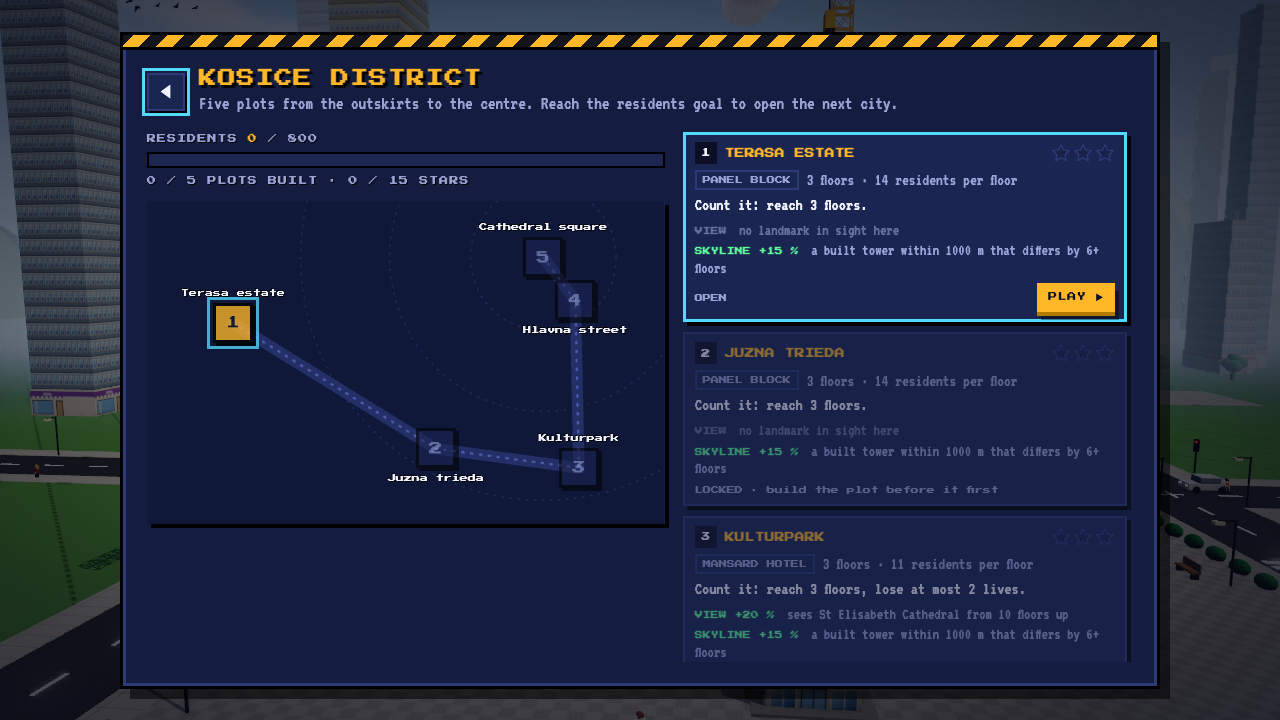 KOSICE DISTRICT
Five plots from the outskirts to the centre. Reach the residents goal to open the next city.
RESIDENTS 0 / 800
0 / 5 PLOTS BUILT · 0 / 15 STARS
Cathedral square
5
4
Hlavna street
Terasa estate
1
Kulturpark
3
2
Juzna trieda
1 TERASA ESTATE
PANEL BLOCK 3 floors · 14 residents per floor
Count it: reach 3 floors.
VIEW no landmark in sight here
SKYLINE +15 % a built tower within 1000 m that differs by 6+
floors
OPEN
PLAY ▶
2 JUZNA TRIEDA
PANEL BLOCK 3 floors · 14 residents per floor
Count it: reach 3 floors.
VIEW no landmark in sight here
SKYLINE +15 % a built tower within 1000 m that differs by 6+
floors
LOCKED · build the plot before it first
3 KULTURPARK
MANSARD HOTEL 3 floors · 11 residents per floor
Count it: reach 3 floors, lose at most 2 lives.
VIEW +20 % sees St Elisabeth Cathedral from 10 floors up
SKYLINE +15 % a built tower within 1000 m that differs by 6+
floors